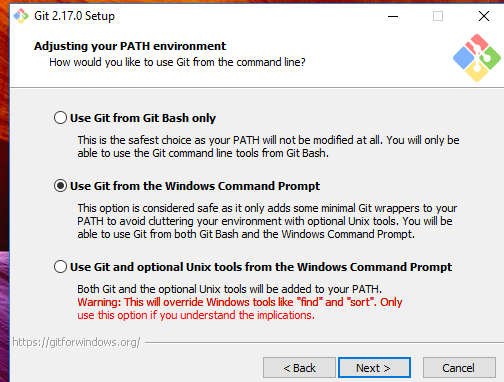 Git 2.17.0 Setup
Adjusting your PATH environment
How would you like to use Git from the command line?
Use Git from Git Bash only
This is the safest choice as your PATH will not be modified at all. You will only be
able to use the Git command line tools from Git Bash.
Use Git from the Windows Command Prompt
This option is considered safe as it only adds some minimal Git wrappers to your
PATH to avoid cluttering your environment with optional Unix tools. You will be
able to use Git from both Git Bash and the Windows Command Prompt.
Use Git and optional Unix tools from the Windows Command Prompt
Both Git and the optional Unix tools will be added to your PATH.
Warning: This will override Windows tools like "find" and "sort". Only
use this option if you understand the implications.
https://gitforwindows.org/
< Back
Next >
Cancel